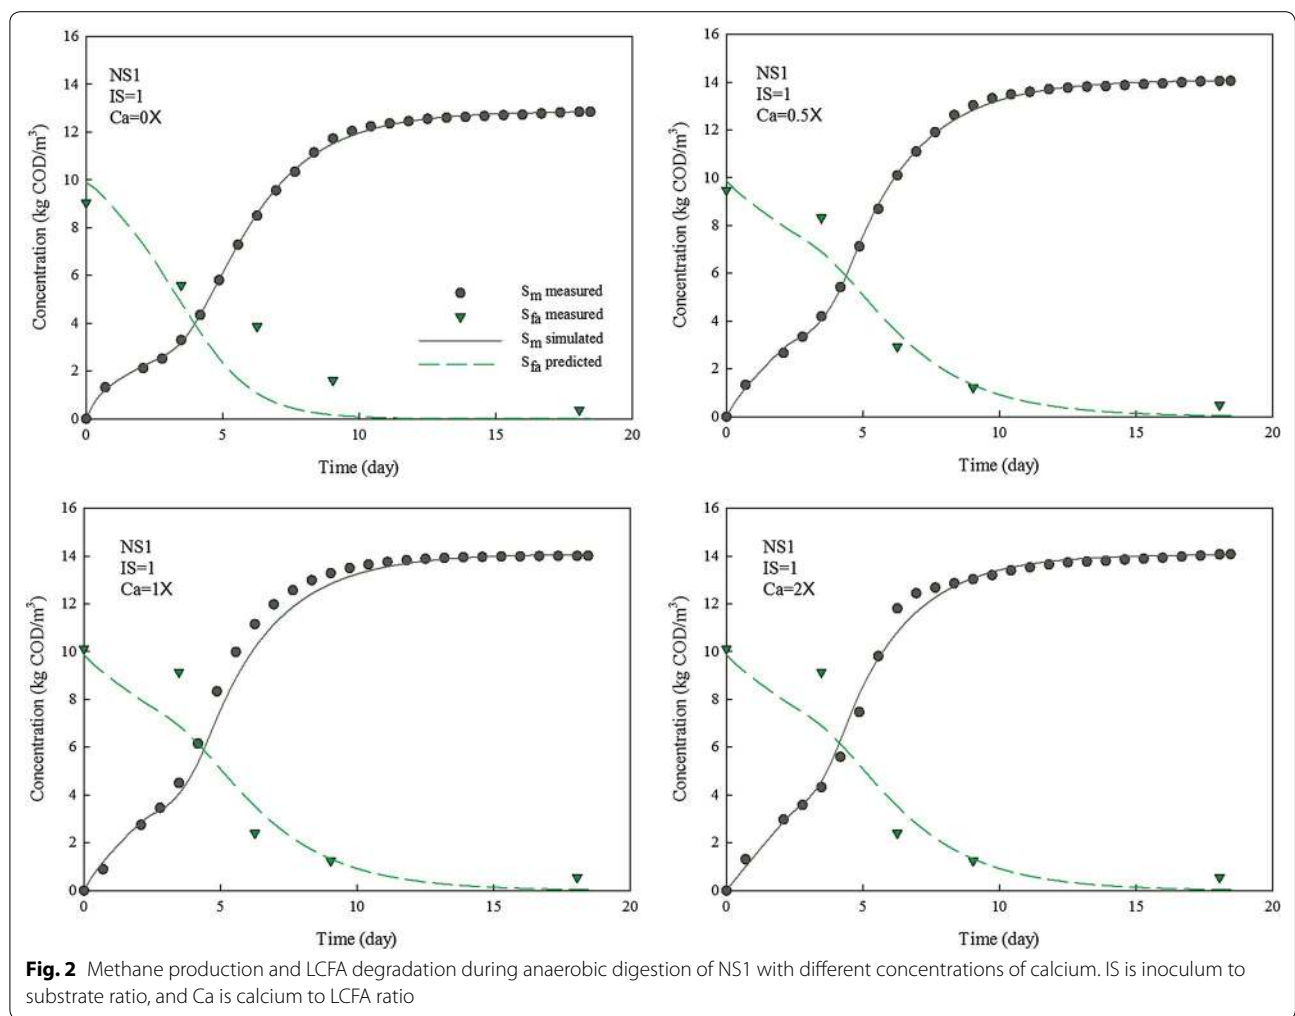 16
14
12
10
8
6
4
2
0
Concentration (kg COD/m³)
NS1
IS=1
Ca=0X
Sm measured
Sfa measured
Sm simulated
Sfa predicted
0 5 10 15 20
Time (day)
16
14
12
10
8
6
4
2
0
Concentration (kg COD/m³)
NS1
IS=1
Ca=0.5X
0 5 10 15 20
Time (day)
16
14
12
10
8
6
4
2
0
Concentration (kg COD/m³)
NS1
IS=1
Ca=1X
0 5 10 15 20
Time (day)
16
14
12
10
8
6
4
2
0
Concentration (kg COD/m³)
NS1
IS=1
Ca=2X
0 5 10 15 20
Time (day)
Fig. 2 Methane production and LCFA degradation during anaerobic digestion of NS1 with different concentrations of calcium. IS is inoculum to
substrate ratio, and Ca is calcium to LCFA ratio